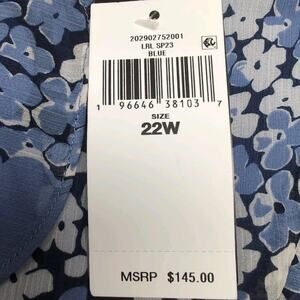 202902752001
LRL SP23
BLUE
1 96646 38103 7
SIZE
22W
MSRP $145.00